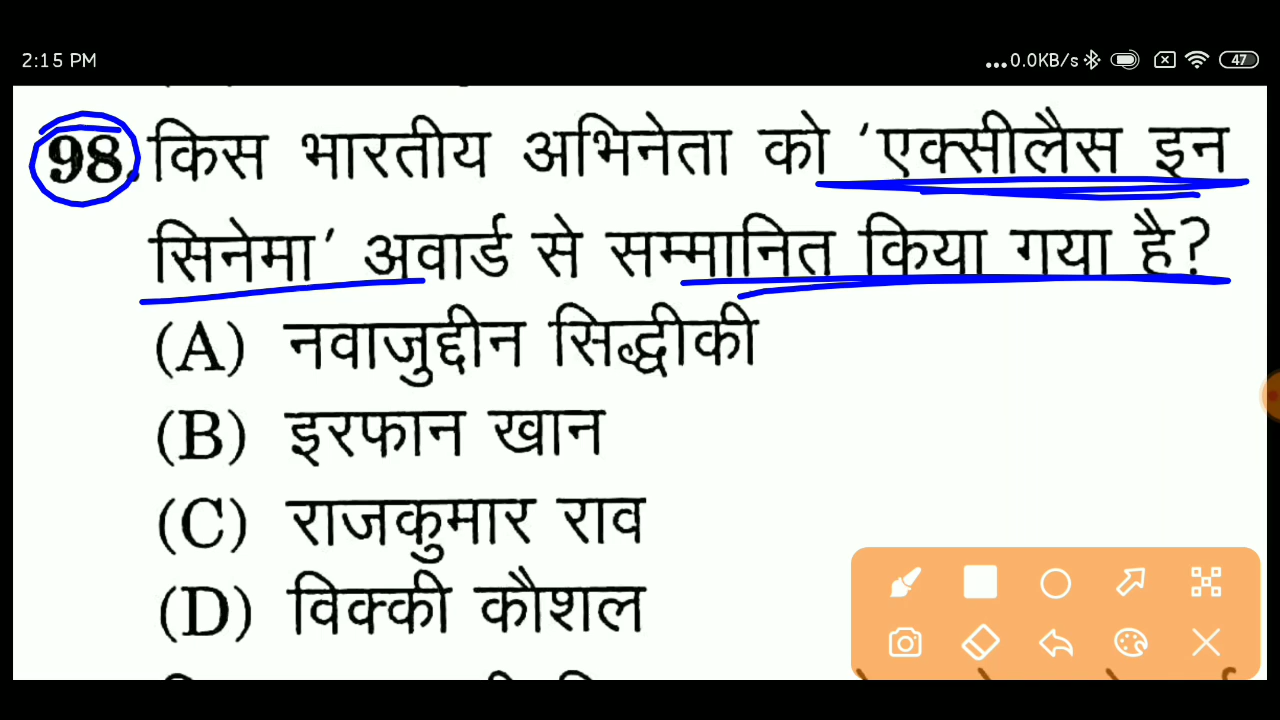 2:15 PM
...0.0KB/s 47
98. किस भारतीय अभिनेता को 'एक्सीलैस इन
सिनेमा' अवार्ड से सम्मानित किया गया है?
(A) नवाजुद्दीन सिद्धीकी
(B) इरफान खान
(C) राजकुमार राव
(D) विक्की कौशल